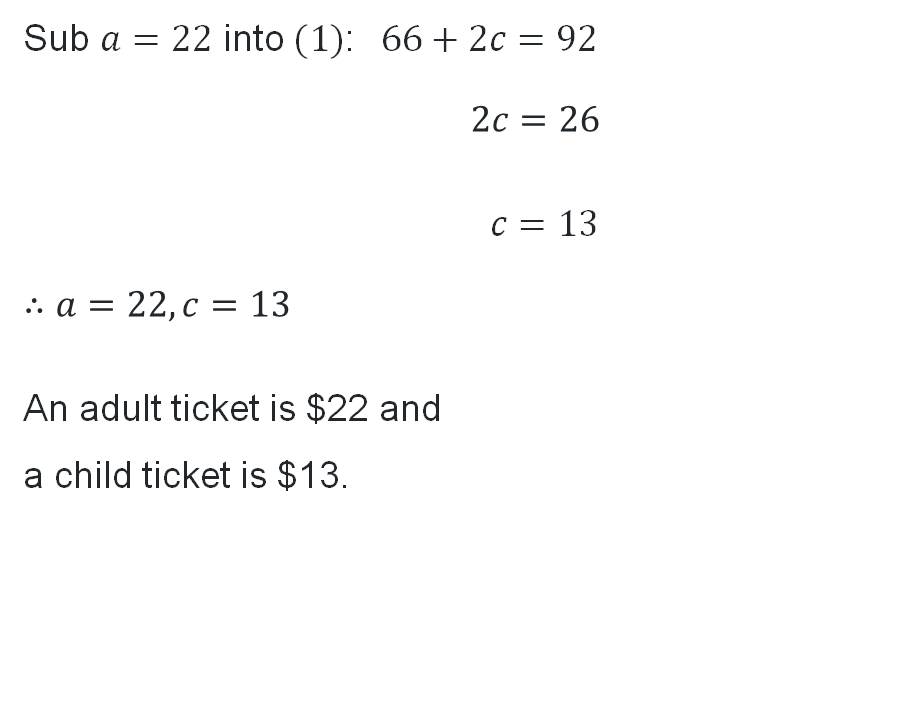 Sub a = 22 into (1): 66 + 2c = 92
2c = 26
c = 13
∴ a = 22, c = 13
An adult ticket is $22 and
a child ticket is $13.